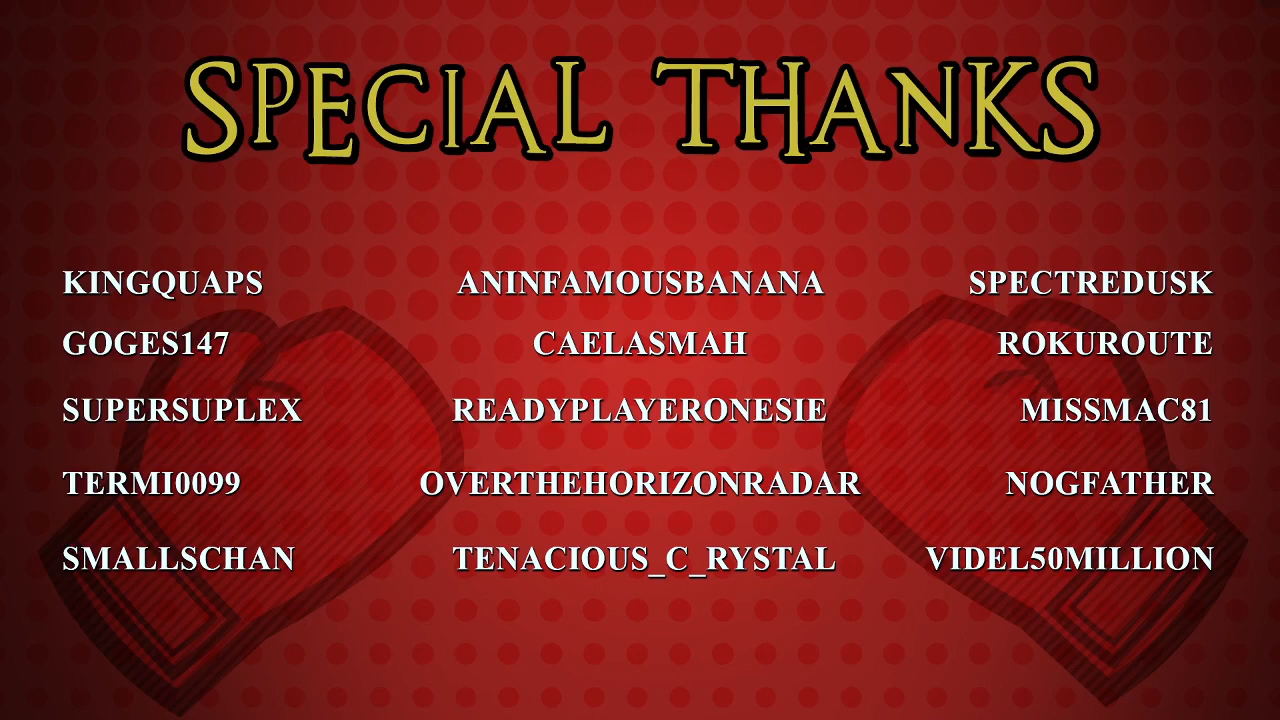 SPECIAL THANKS
KINGQUAPS ANINFAMOUSBANANA SPECTREDUSK
GOGES147 CAELASMAH ROKUROUTE
SUPERSUPLEX READYPLAYERONESIE MISSMAC81
TERMI0099 OVERTHEHORIZONRADAR NOGFATHER
SMALLSCHAN TENACIOUS_C_RYSTAL VIDEL50MILLION